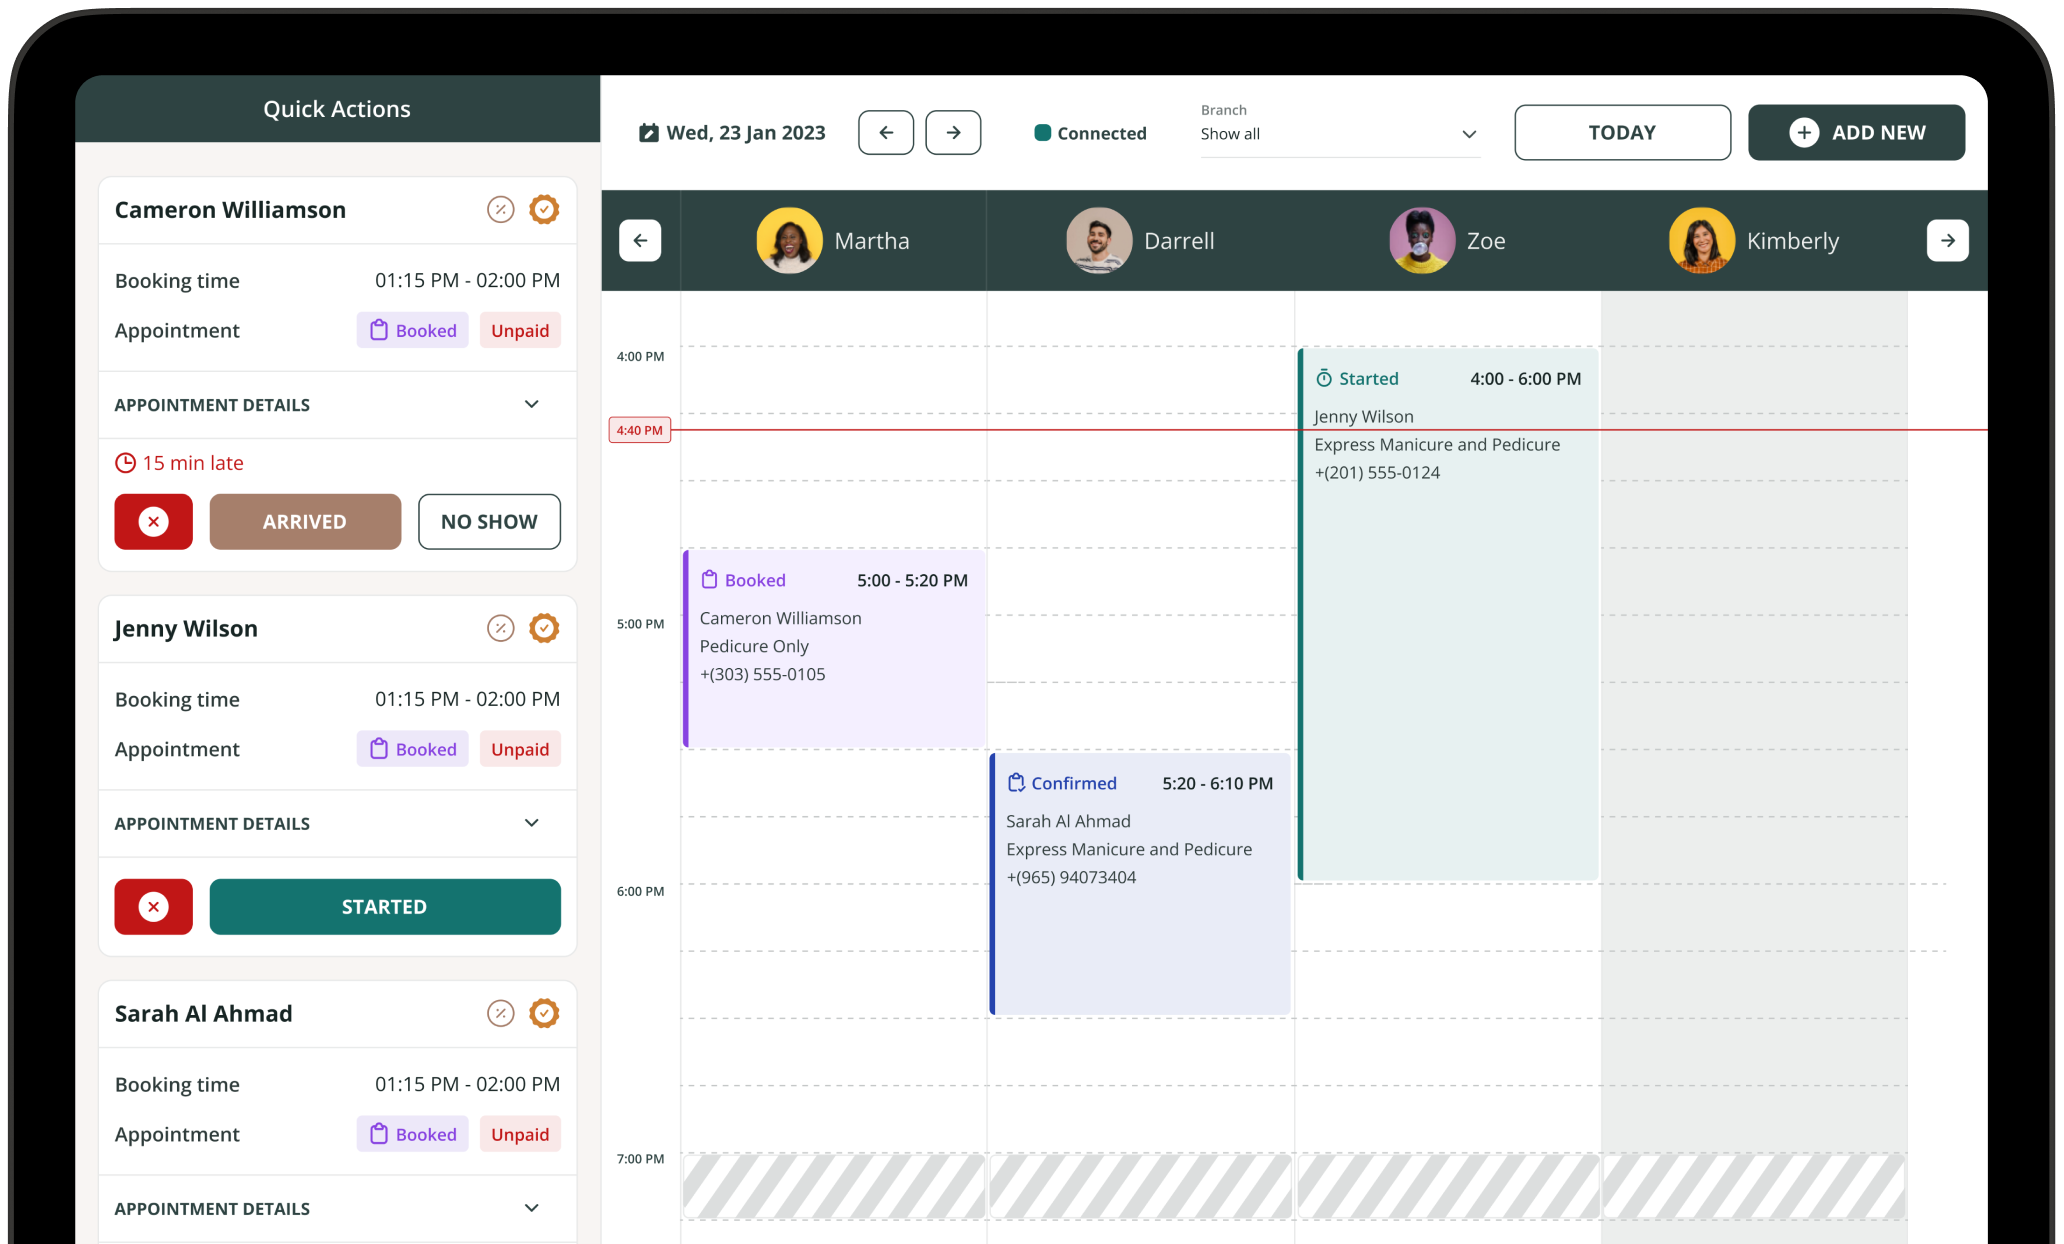 Quick Actions
Cameron Williamson
Booking time 01:15 PM - 02:00 PM
Appointment Booked Unpaid
APPOINTMENT DETAILS
15 min late
ARRIVED NO SHOW
Jenny Wilson
Booking time 01:15 PM - 02:00 PM
Appointment Booked Unpaid
APPOINTMENT DETAILS
STARTED
Sarah Al Ahmad
Booking time 01:15 PM - 02:00 PM
Appointment Booked Unpaid
APPOINTMENT DETAILS
Wed, 23 Jan 2023
Connected
Branch
Show all
TODAY
ADD NEW
Martha Darrell Zoe Kimberly
4:00 PM
4:40 PM
5:00 PM
6:00 PM
7:00 PM
Booked 5:00 - 5:20 PM
Cameron Williamson
Pedicure Only
+(303) 555-0105
Confirmed 5:20 - 6:10 PM
Sarah Al Ahmad
Express Manicure and Pedicure
+(965) 94073404
Started 4:00 - 6:00 PM
Jenny Wilson
Express Manicure and Pedicure
+(201) 555-0124